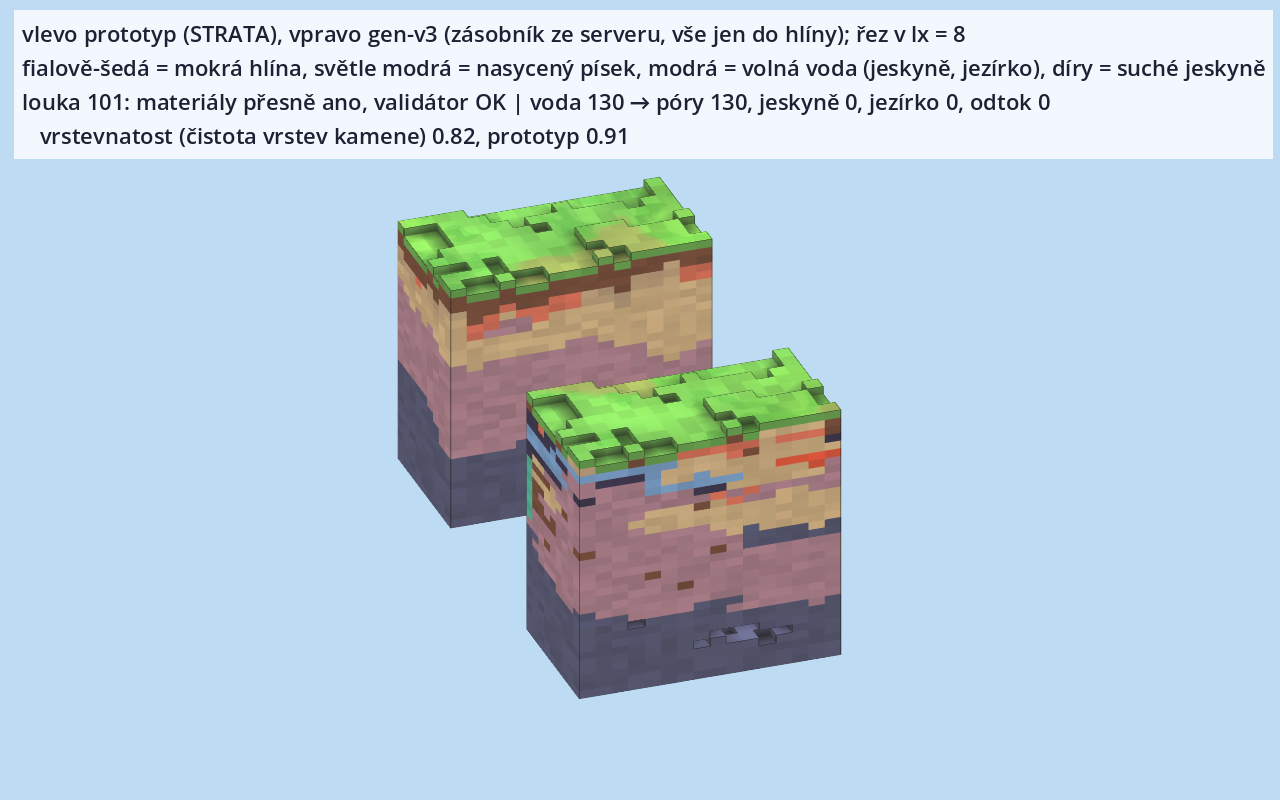 vlevo prototyp (STRATA), vpravo gen-v3 (zásobník ze serveru, vše jen do hlíny); řez v lx = 8
fialově-šedá = mokrá hlína, světle modrá = nasycený písek, modrá = volná voda (jeskyně, jezírko), díry = suché jeskyně
louka 101: materiály přesně ano, validátor OK | voda 130 → póry 130, jeskyně 0, jezírko 0, odtok 0
vrstevnatost (čistota vrstev kamene) 0.82, prototyp 0.91